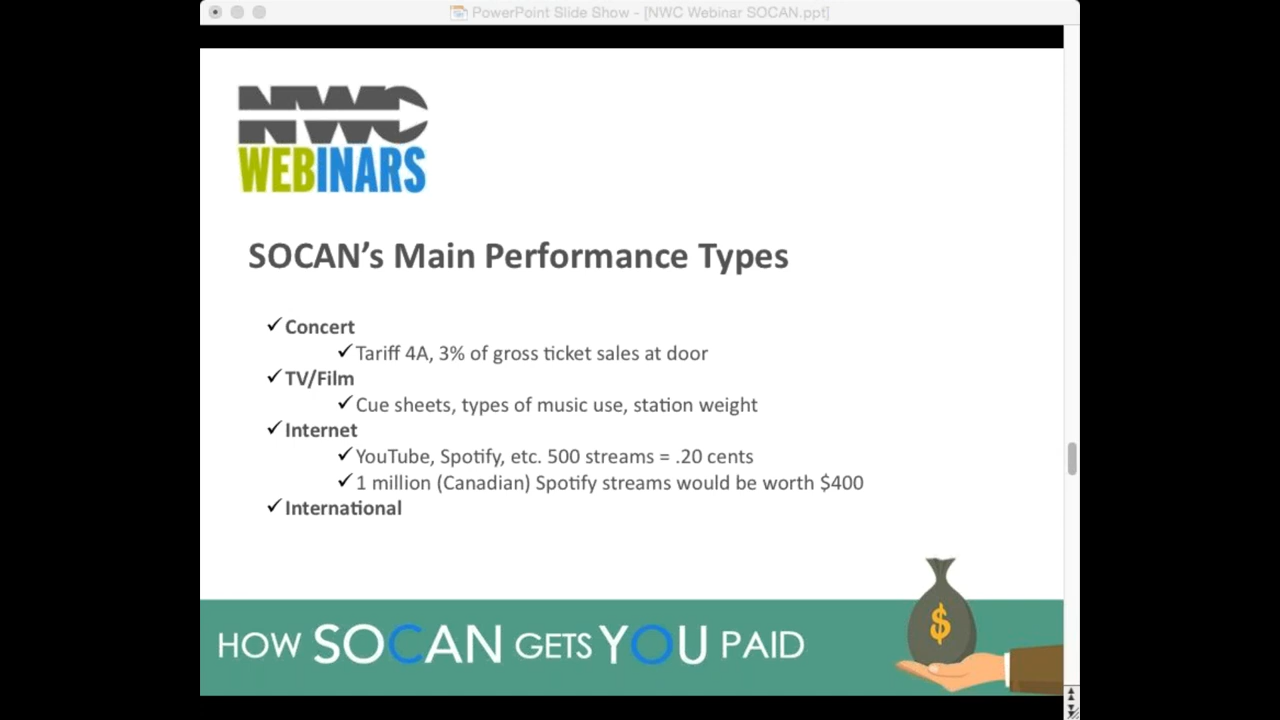 PowerPoint Slide Show - [NWC Webinar SOCAN.ppt]
NWC
WEBINARS
SOCAN’s Main Performance Types
✓Concert
✓Tariff 4A, 3% of gross ticket sales at door
✓TV/Film
✓Cue sheets, types of music use, station weight
✓Internet
✓YouTube, Spotify, etc. 500 streams = .20 cents
✓1 million (Canadian) Spotify streams would be worth $400
✓International
$
HOW SOCAN GETS YOU PAID